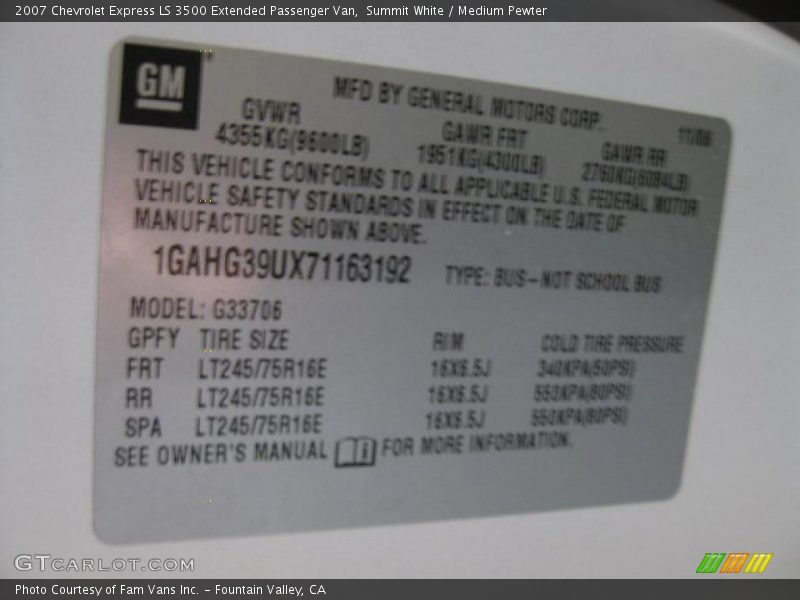 2007 Chevrolet Express LS 3500 Extended Passenger Van, Summit White / Medium Pewter
GM
MFD BY GENERAL MOTORS CORP.
11/06
GVWR GAWR FRT GAWR RR
4355KG(9600LB) 1951KG(4300LB) 2760KG(6084LB)
THIS VEHICLE CONFORMS TO ALL APPLICABLE U.S. FEDERAL MOTOR
VEHICLE SAFETY STANDARDS IN EFFECT ON THE DATE OF
MANUFACTURE SHOWN ABOVE.
1GAHG39UX71163192 TYPE: BUS-NOT SCHOOL BUS
MODEL: G33706
GPFY TIRE SIZE RIM COLD TIRE PRESSURE
FRT LT245/75R16E 16X6.5J 340KPA(50PSI)
RR LT245/75R16E 16X6.5J 550KPA(80PSI)
SPA LT245/75R16E 16X6.5J 550KPA(80PSI)
SEE OWNER'S MANUAL i FOR MORE INFORMATION.
GTCARLOT.COM
Photo Courtesy of Fam Vans Inc. - Fountain Valley, CA